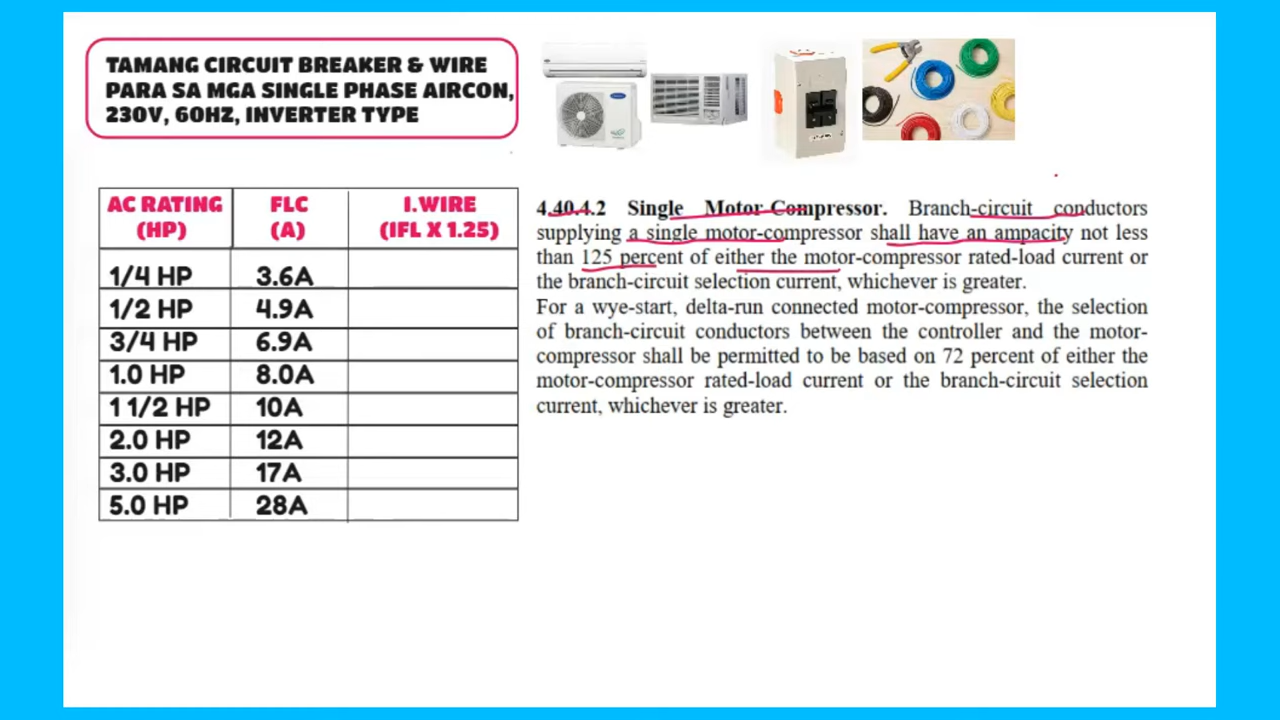 TAMANG CIRCUIT BREAKER & WIRE
PARA SA MGA SINGLE PHASE AIRCON,
230V, 60HZ, INVERTER TYPE
AC RATING (HP) FLC (A) I.WIRE (IFL X 1.25)
1/4 HP 3.6A
1/2 HP 4.9A
3/4 HP 6.9A
1.0 HP 8.0A
1 1/2 HP 10A
2.0 HP 12A
3.0 HP 17A
5.0 HP 28A
4.40.4.2 Single Motor-Compressor. Branch-circuit conductors
supplying a single motor-compressor shall have an ampacity not less
than 125 percent of either the motor-compressor rated-load current or
the branch-circuit selection current, whichever is greater.
For a wye-start, delta-run connected motor-compressor, the selection
of branch-circuit conductors between the controller and the motor-
compressor shall be permitted to be based on 72 percent of either the
motor-compressor rated-load current or the branch-circuit selection
current, whichever is greater.